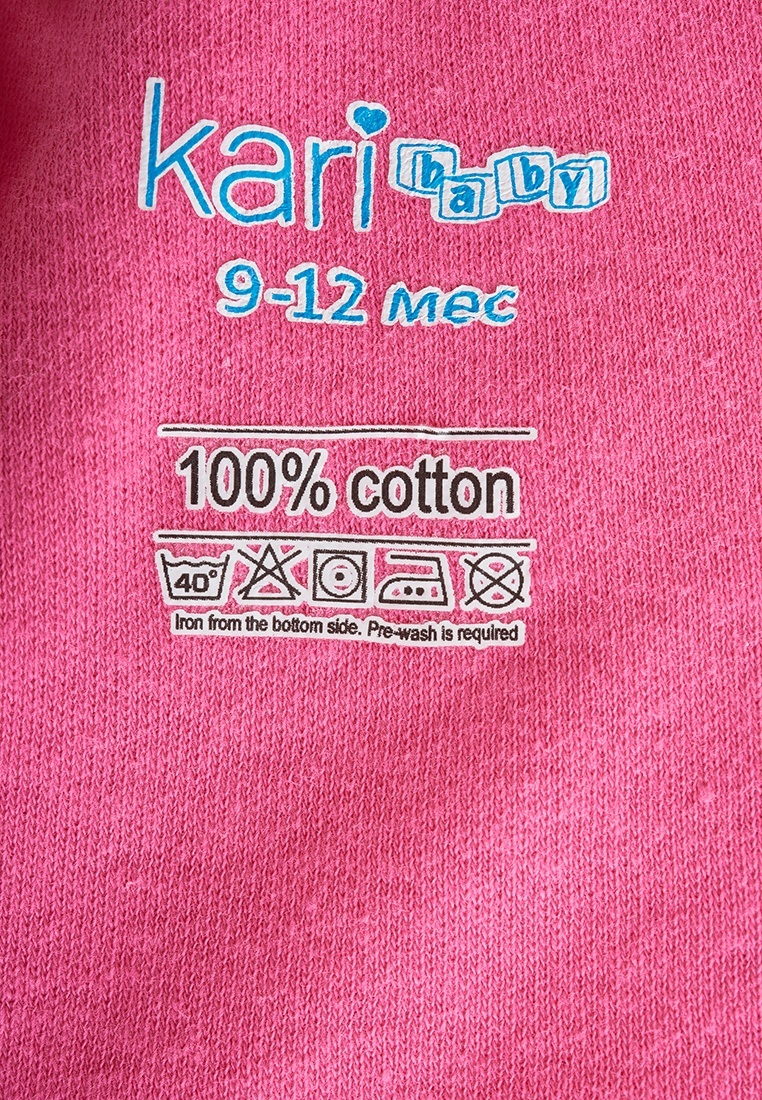 kari baby
9-12 мес
100% cotton
40°
Iron from the bottom side. Pre-wash is required